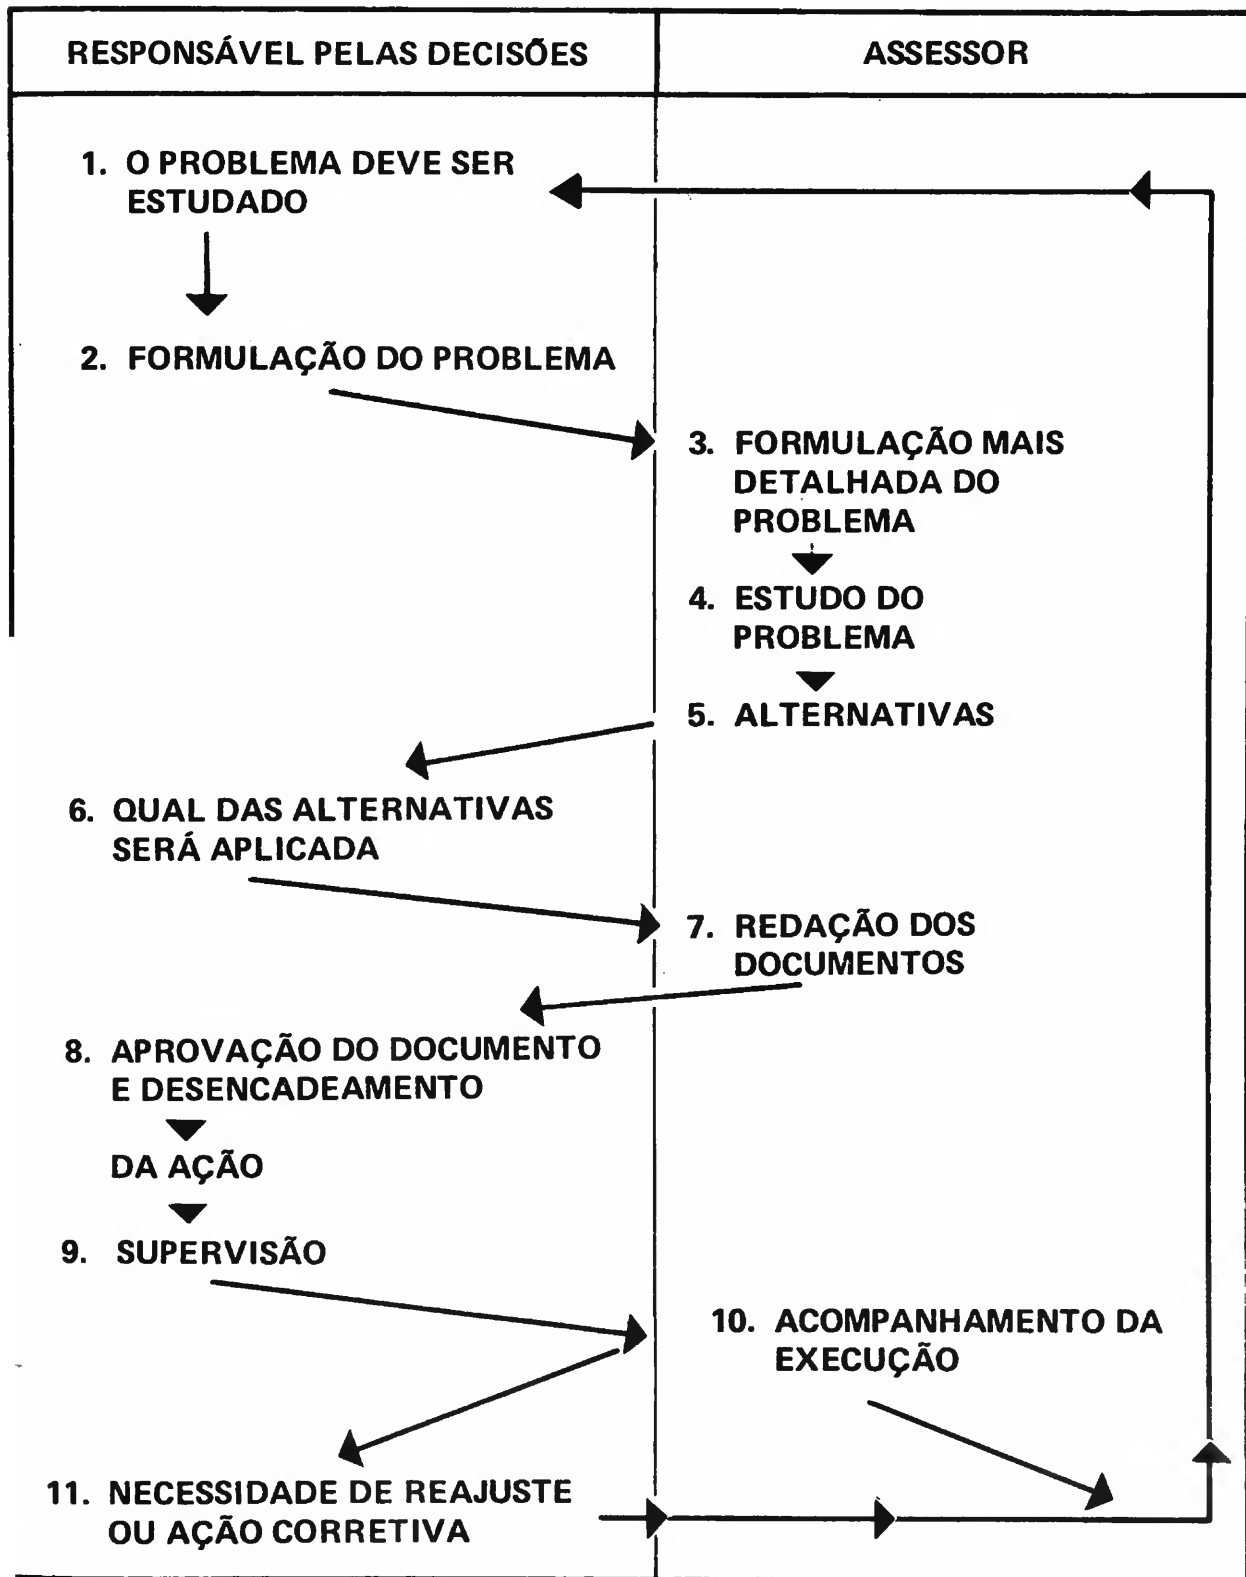 RESPONSÁVEL PELAS DECISÕES
ASSESSOR
1. O PROBLEMA DEVE SER
ESTUDADO
2. FORMULAÇÃO DO PROBLEMA
3. FORMULAÇÃO MAIS
DETALHADA DO
PROBLEMA
4. ESTUDO DO
PROBLEMA
5. ALTERNATIVAS
6. QUAL DAS ALTERNATIVAS
SERÁ APLICADA
7. REDAÇÃO DOS
DOCUMENTOS
8. APROVAÇÃO DO DOCUMENTO
E DESENCADEAMENTO
DA AÇÃO
9. SUPERVISÃO
10. ACOMPANHAMENTO DA
EXECUÇÃO
11. NECESSIDADE DE REAJUSTE
OU AÇÃO CORRETIVA